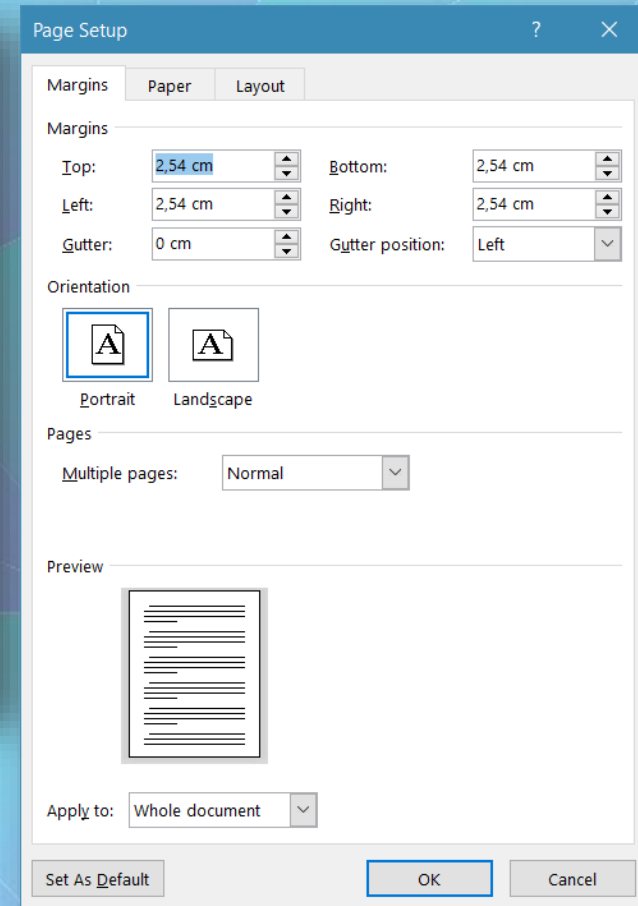 Page Setup ?
Margins Paper Layout
Margins
Top: 2,54 cm Bottom: 2,54 cm
Left: 2,54 cm Right: 2,54 cm
Gutter: 0 cm Gutter position: Left
Orientation
A A
Portrait Landscape
Pages
Multiple pages: Normal
Preview
Apply to: Whole document
Set As Default OK Cancel